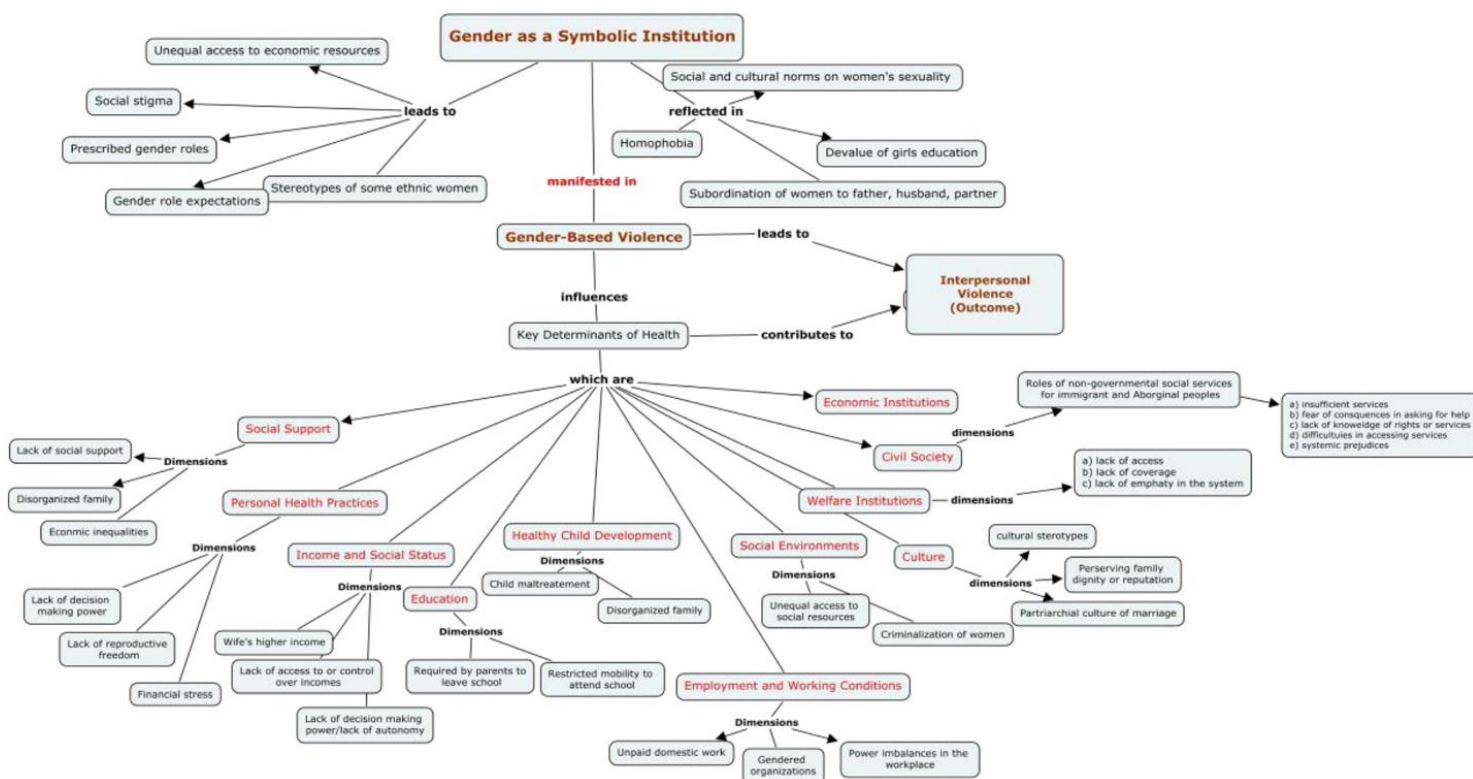 Gender as a Symbolic Institution
Unequal access to economic resources
Social stigma
Prescribed gender roles
Gender role expectations
Stereotypes of some ethnic women
leads to
Social and cultural norms on women's sexuality
reflected in
Homophobia
Devalue of girls education
Subordination of women to father, husband, partner
manifested in
Gender-Based Violence
leads to
Interpersonal
Violence
(Outcome)
influences
Key Determinants of Health
contributes to
which are
Economic Institutions
Roles of non-governmental social services
for immigrant and Aborginal peoples
a) insufficient services
b) fear of consquences in asking for help
c) lack of knoweldge of rights or services
d) difficultuies in accessing services
e) systemic prejudices
dimensions
Civil Society
Social Support
Dimensions
Lack of social support
Disorganized family
Econmic inequalities
Welfare Institutions
dimensions
a) lack of access
b) lack of coverage
c) lack of emphaty in the system
Personal Health Practices
Dimensions
Lack of decision
making power
Lack of reproductive
freedom
Financial stress
Income and Social Status
Dimensions
Wife's higher income
Lack of access to or control
over incomes
Lack of decision making
power/lack of autonomy
Education
Dimensions
Required by parents to
leave school
Restricted mobility to
attend school
Healthy Child Development
Dimensions
Child maltreatement
Disorganized family
Social Environments
Dimensions
Unequal access to
social resources
Criminalization of women
Culture
dimensions
cultural sterotypes
Perserving family
dignity or reputation
Partriarchial culture of marriage
Employment and Working Conditions
Dimensions
Unpaid domestic work
Gendered
organizations
Power imbalances in the
workplace